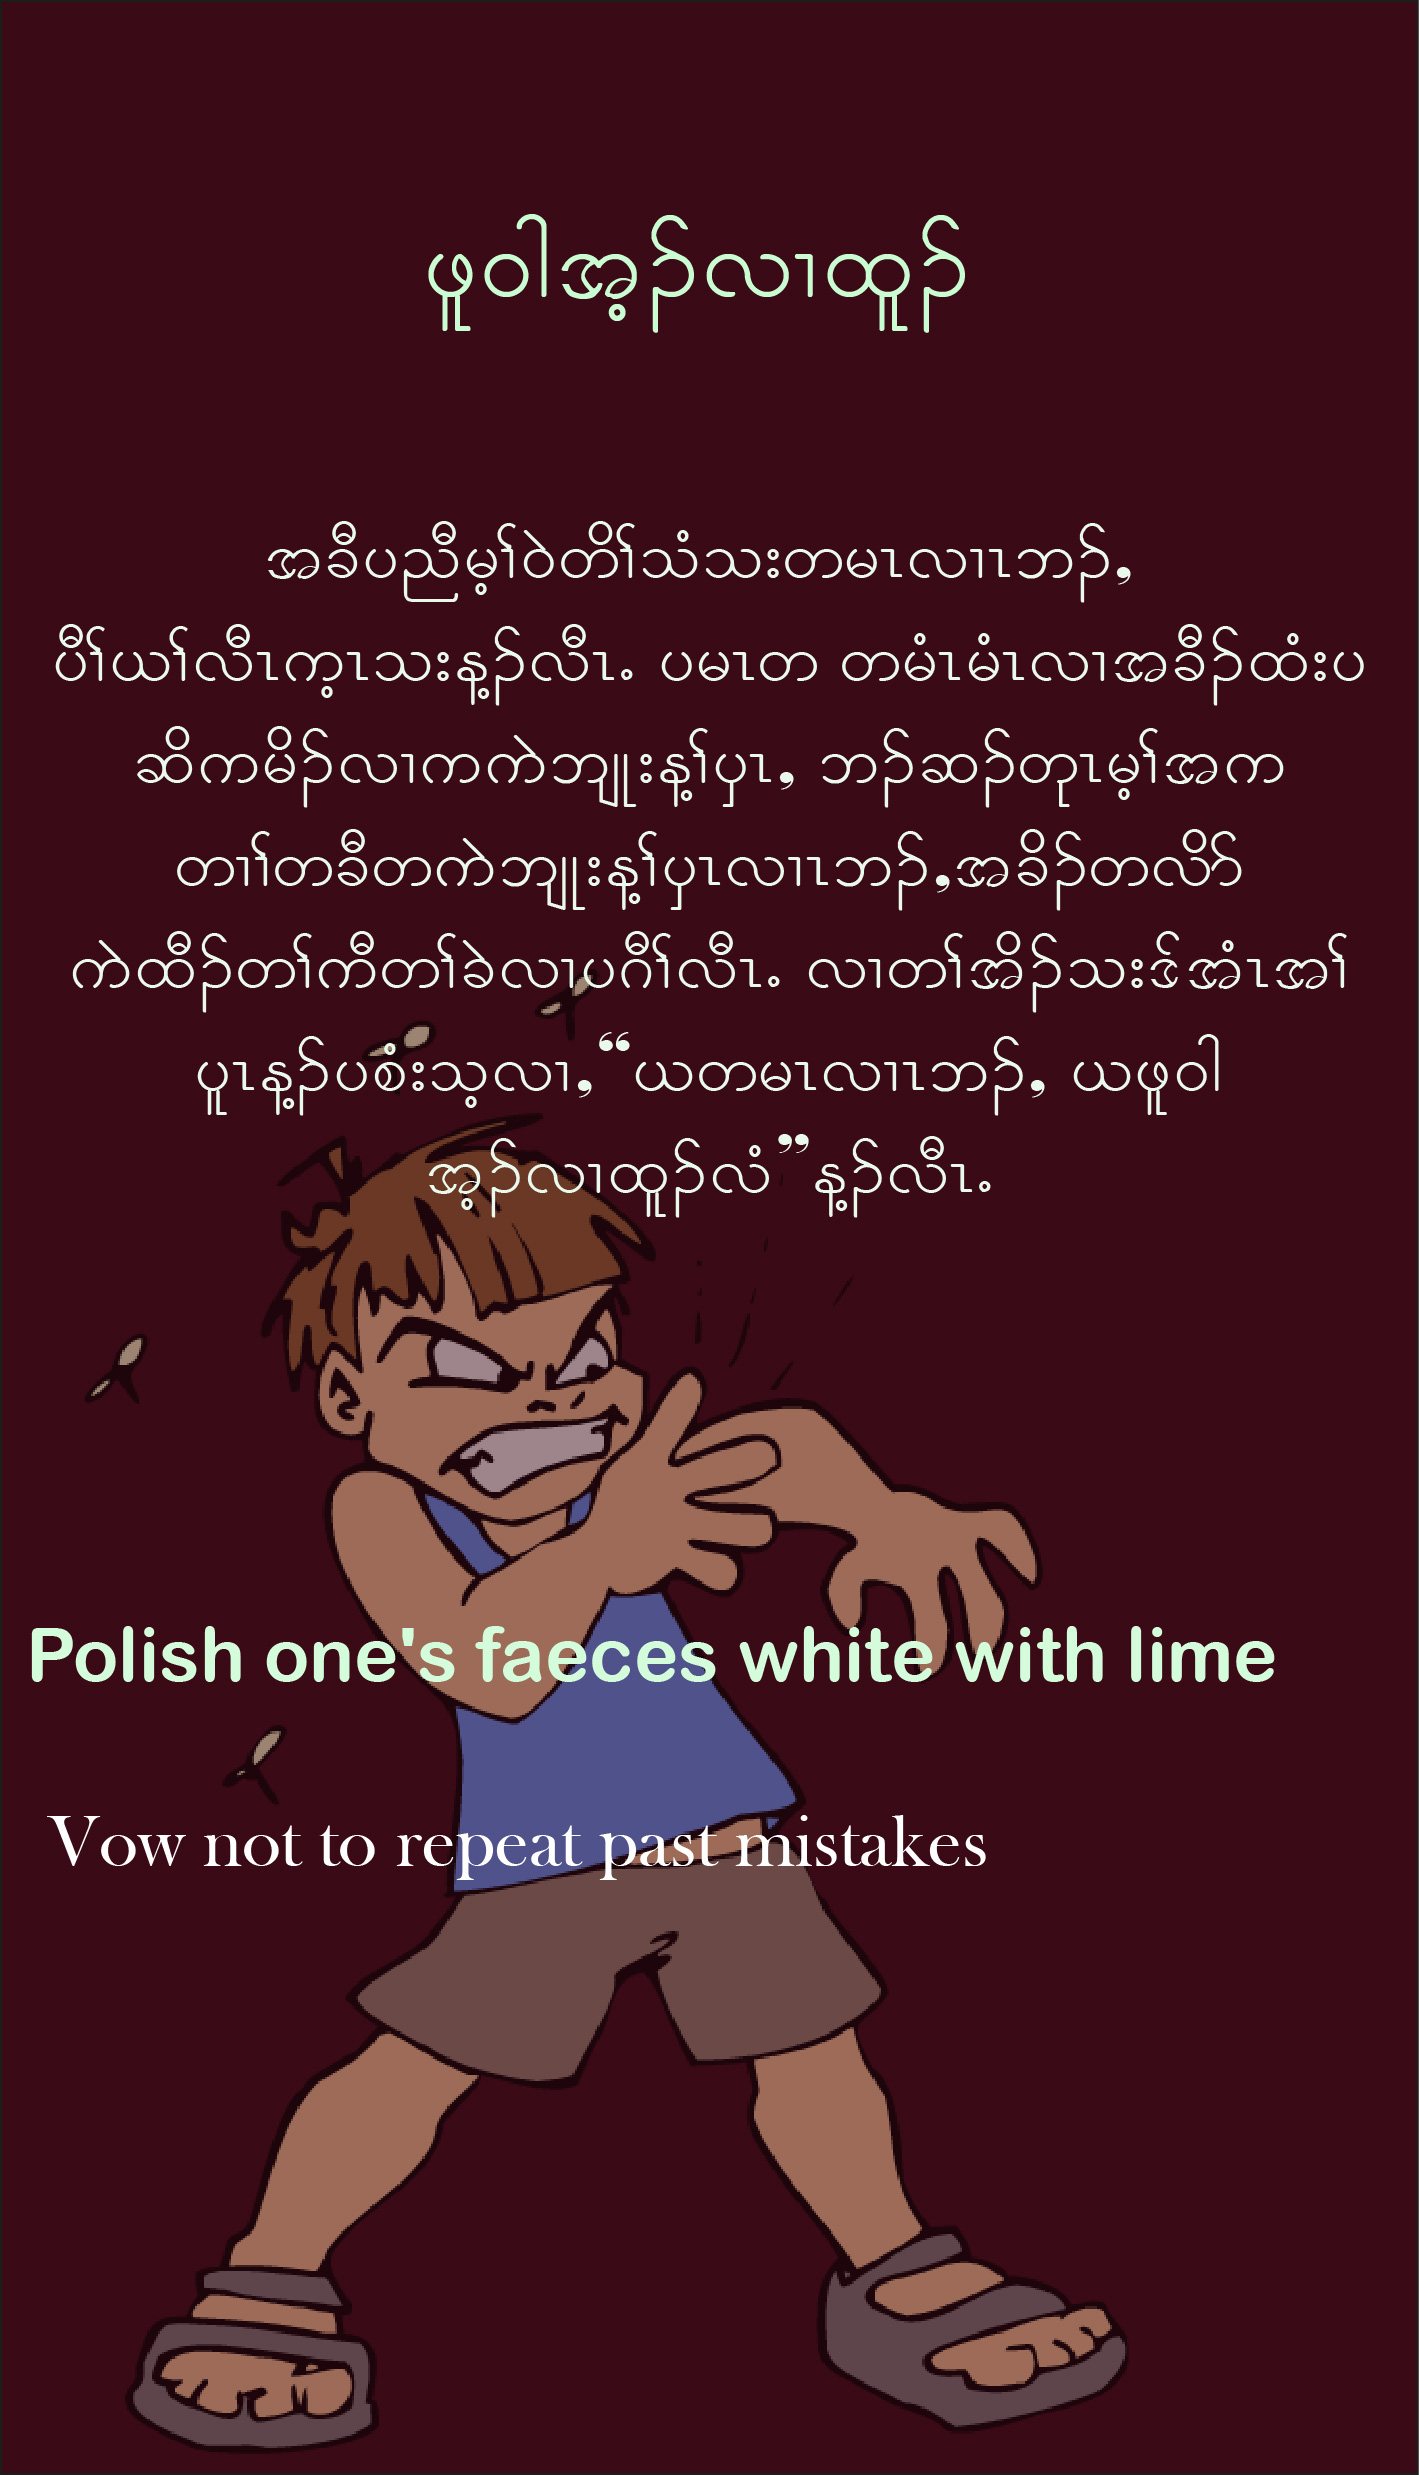 ဖူဝါအ့ၣ်လၢထူၣ်
အခီပညီမ့ၢ်ဝဲတိၢ်သံသးတမၤလၢၤဘၣ်,
ပီၢ်ယၢ်လီၤက့ၤသးန့ၣ်လီၤ. ပမၤတ တမံၤမံၤလၢအခီၣ်ထံးပ
ဆိကမိၣ်လၢကကဲဘျုးန့ၢ်ပှၤ, ဘၣ်ဆၣ်တုၤမ့ၢ်အက
တၢၢ်တခီတကဲဘျုးန့ၢ်ပှၤလၢၤဘၣ်,အခိၣ်တလိာ်
ကဲထီၣ်တၢ်ကီတၢ်ခဲလၢပဂီၢ်လီၤ. လၢတၢ်အိၣ်သးဒ်အံၤအၢ်
ပူၤန့ၣ်ပစံးသ့လၢ,“ယတမၤလၢၤဘၣ်, ယဖူဝါ
အ့ၣ်လၢထူၣ်လံ”န့ၣ်လီၤ.
Polish one's faeces white with lime
Vow not to repeat past mistakes